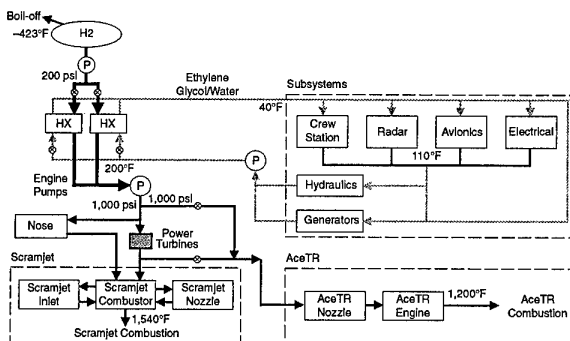 Boil-off
H2
−423°F
P
200 psi
Ethylene
Glycol/Water
Subsystems
40°F
HX
HX
Crew
Station
Radar
Avionics
Electrical
200°F
P
110°F
Engine
Pumps
P
Hydraulics
1,000 psi
1,000 psi
Generators
Nose
Power
Turbines
Scramjet
AceTR
Scramjet
Inlet
Scramjet
Combustor
Scramjet
Nozzle
AceTR
Nozzle
AceTR
Engine
1,200°F
AceTR
Combustion
1,540°F
Scramjet Combustion